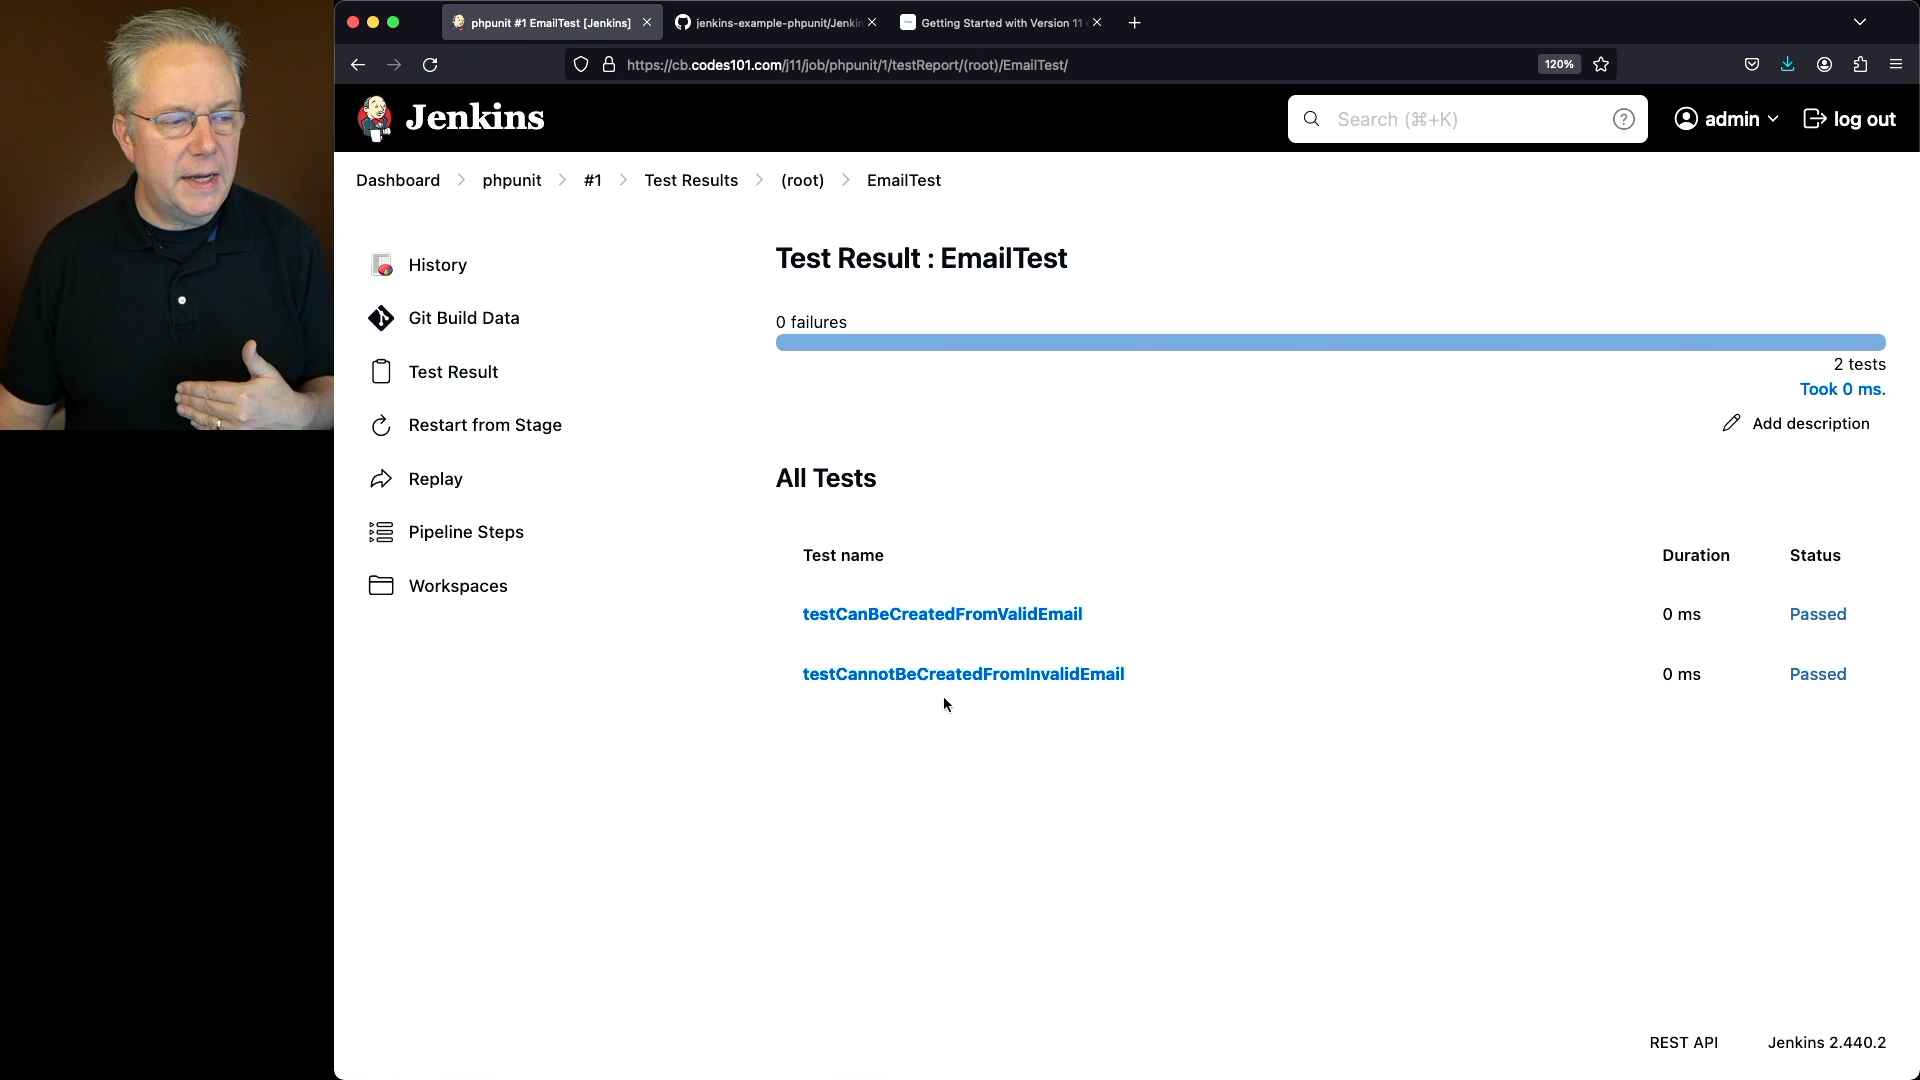 phpunit #1 EmailTest [Jenkins]
jenkins-example-phpunit/Jenkin
Getting Started with Version 11
https://cb.codes101.com/j11/job/phpunit/1/testReport/(root)/EmailTest/
120%
Jenkins
Search (⌘+K)
?
admin
log out
Dashboard > phpunit > #1 > Test Results > (root) > EmailTest
History
Git Build Data
Test Result
Restart from Stage
Replay
Pipeline Steps
Workspaces
Test Result : EmailTest
0 failures
2 tests
Took 0 ms.
Add description
All Tests
Test name Duration Status
testCanBeCreatedFromValidEmail 0 ms Passed
testCannotBeCreatedFromInvalidEmail 0 ms Passed
REST API Jenkins 2.440.2